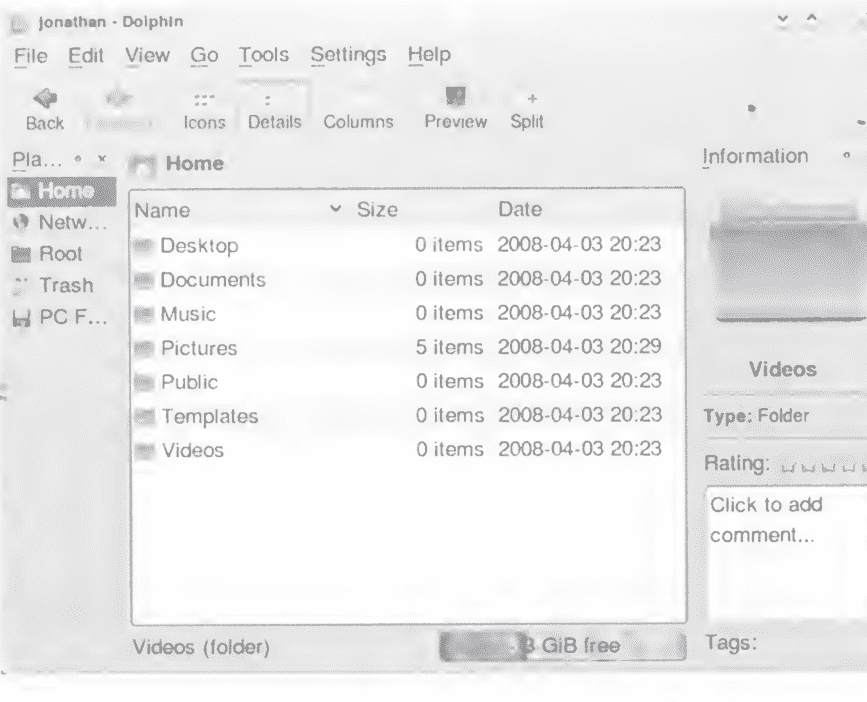 jonathan - Dolphin
File Edit View Go Tools Settings Help
Back Icons Details Columns Preview Split
Pla... Home Information
Home Name Size Date
Netw... Desktop 0 items 2008-04-03 20:23
Root Documents 0 items 2008-04-03 20:23
Trash Music 0 items 2008-04-03 20:23
PC F... Pictures 5 items 2008-04-03 20:29
Public 0 items 2008-04-03 20:23
Templates 0 items 2008-04-03 20:23
Videos 0 items 2008-04-03 20:23
Videos
Type: Folder
Rating:
Click to add
comment...
Videos (folder) GiB free Tags: